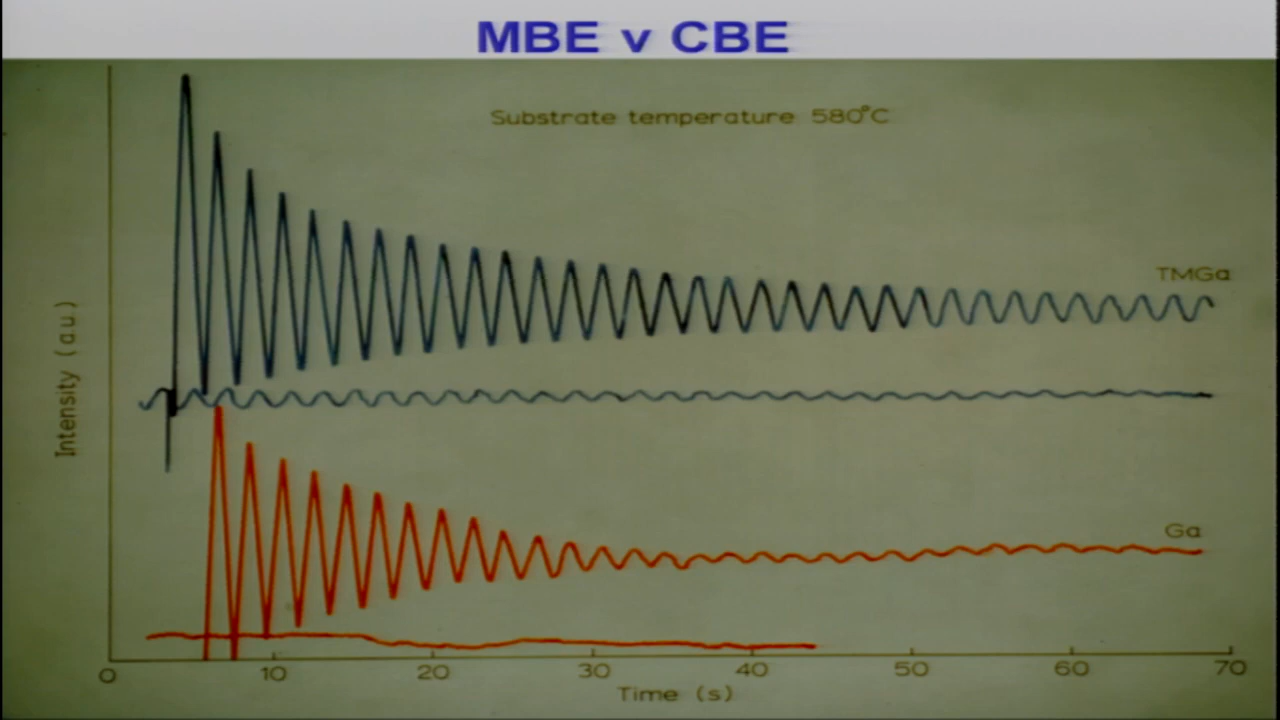 MBE v CBE
Substrate temperature 580°C
TMGa
Intensity (a.u.)
Ga
0 10 20 30 40 50 60 70
Time (s)